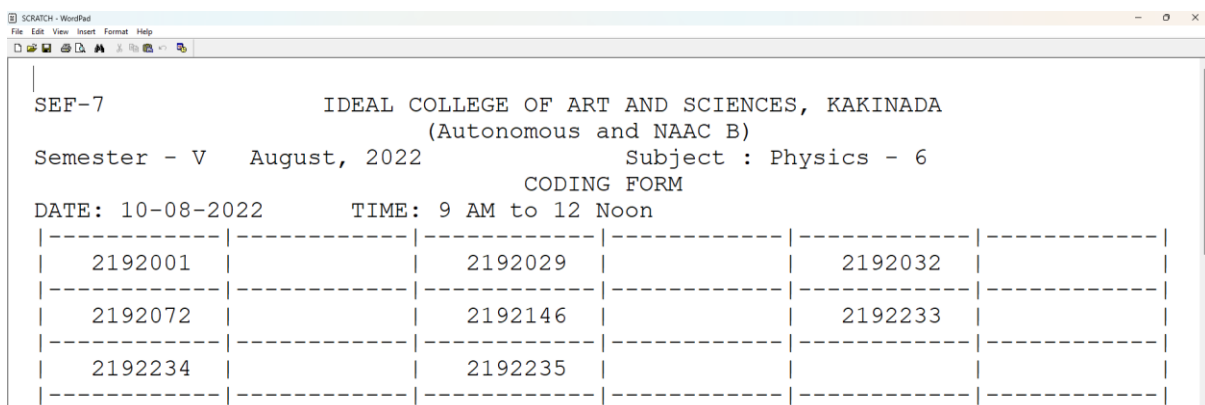 SCRATCH - WordPad
File Edit View Insert Format Help
SEF-7 IDEAL COLLEGE OF ART AND SCIENCES, KAKINADA
(Autonomous and NAAC B)
Semester - V August, 2022 Subject : Physics - 6
CODING FORM
DATE: 10-08-2022 TIME: 9 AM to 12 Noon
|------------|------------|------------|------------|------------|------------|
| 2192001 | | 2192029 | | 2192032 | |
|------------|------------|------------|------------|------------|------------|
| 2192072 | | 2192146 | | 2192233 | |
|------------|------------|------------|------------|------------|------------|
| 2192234 | | 2192235 | | | |
|------------|------------|------------|------------|------------|------------|